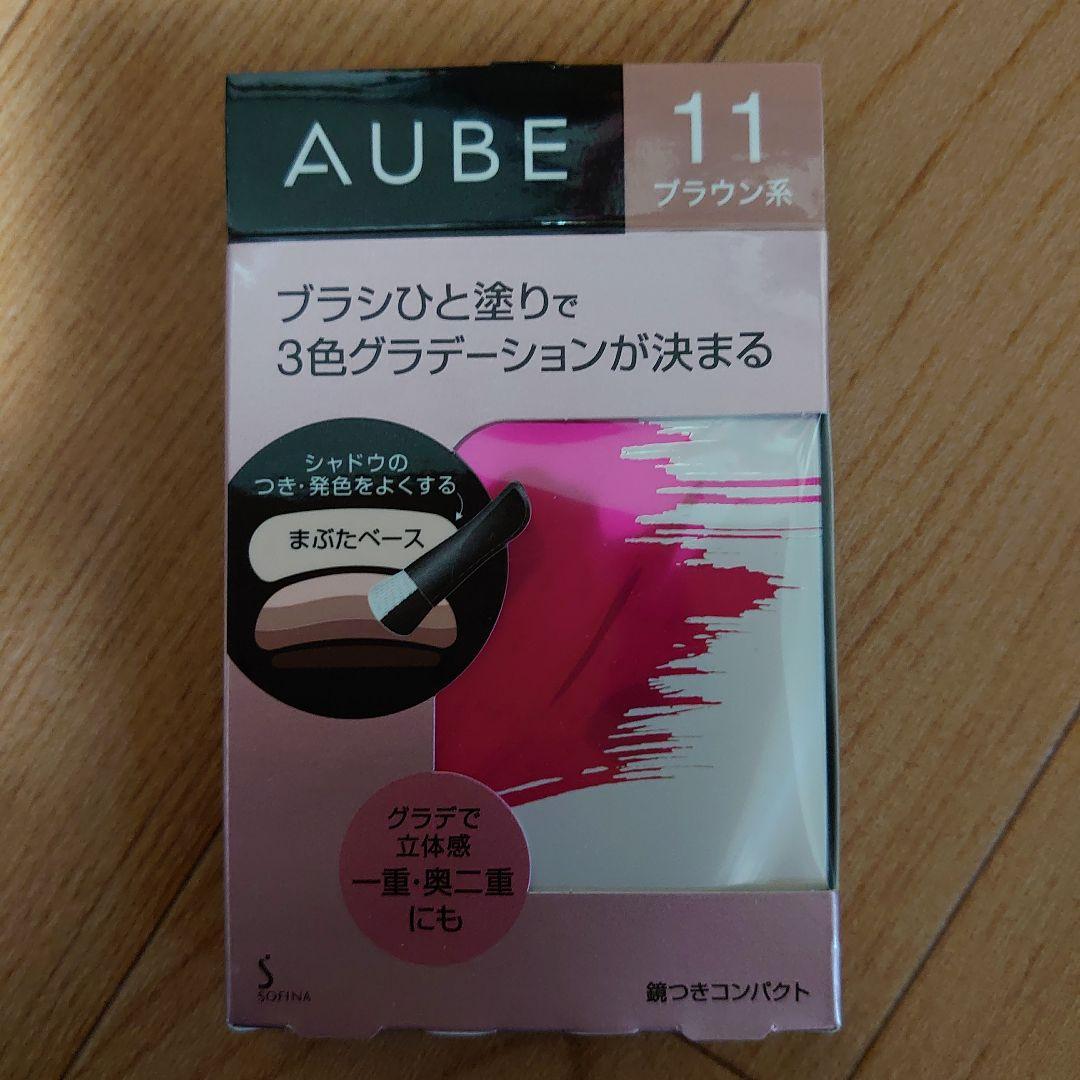 AUBE
11
ブラウン系
ブラシひと塗りで
3色グラデーションが決まる
シャドウの
つき・発色をよくする
まぶたベース
グラデで
立体感
一重・奥二重
にも
SOFINA
鏡つきコンパクト